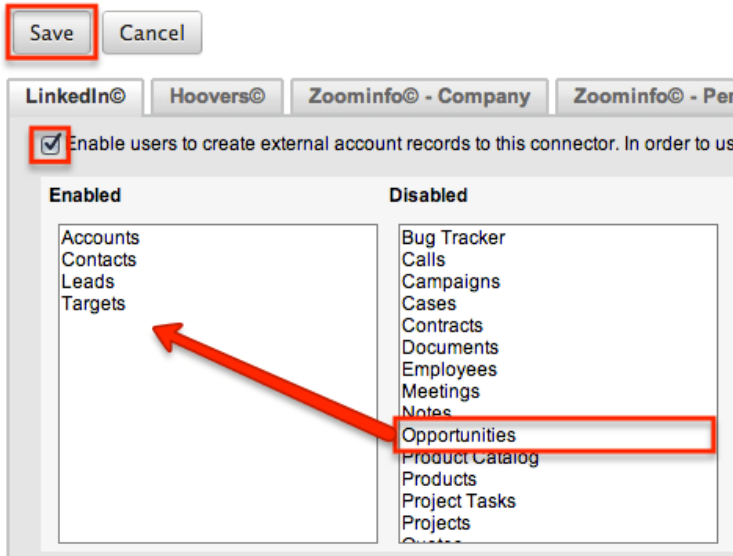 Save Cancel
LinkedIn© Hoovers© Zoominfo© - Company Zoominfo© - Per
Enable users to create external account records to this connector. In order to us
Enabled Disabled
Accounts
Contacts
Leads
Targets
Bug Tracker
Calls
Campaigns
Cases
Contracts
Documents
Employees
Meetings
Notes
Opportunities
Product Catalog
Products
Project Tasks
Projects
Quotes